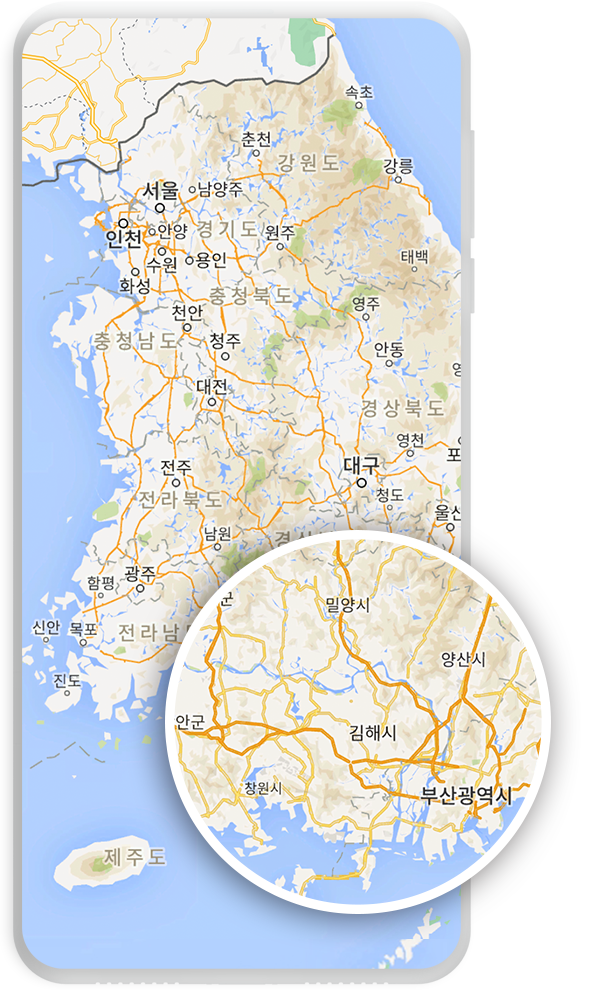 속초
춘천
강원도
강릉
서울
남양주
인천
안양
경기도
원주
수원
용인
태백
화성
충청북도
천안
영주
충청남도
청주
안동
대전
경상북도
영천
대구
포
전주
청도
전라북도
울산
남원
광주
함평
신안
목포
전라남
진도
제주도
군
밀양시
양산시
안군
김해시
창원시
부산광역시